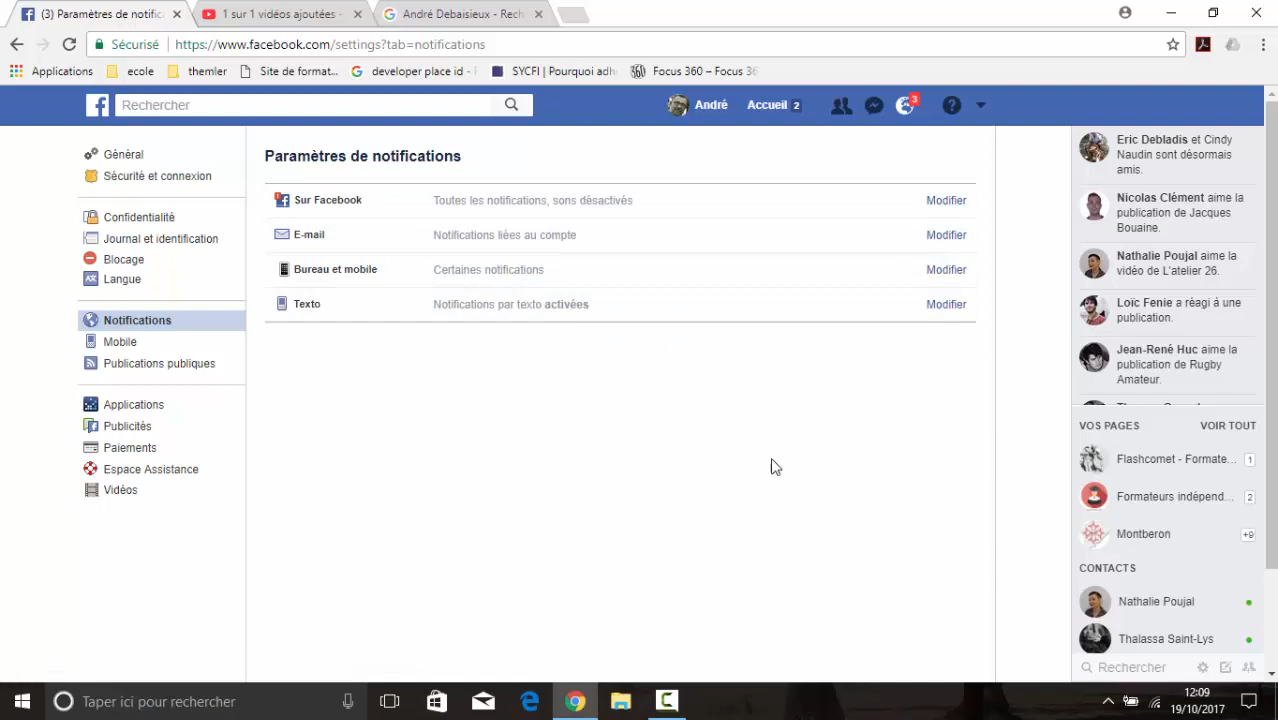 (3) Paramètres de notific
1 sur 1 vidéos ajoutées -
André Debaisieux - Rech
Sécurisé
https://www.facebook.com/settings?tab=notifications
Applications
ecole
themler
Site de format...
developer place id -
SYCFI | Pourquoi adh
Focus 360 – Focus 36
Rechercher
André
Accueil 2
3
Général
Sécurité et connexion
Confidentialité
Journal et identification
Blocage
Langue
Notifications
Mobile
Publications publiques
Applications
Publicités
Paiements
Espace Assistance
Vidéos
Paramètres de notifications
Sur Facebook
Toutes les notifications, sons désactivés
Modifier
E-mail
Notifications liées au compte
Modifier
Bureau et mobile
Certaines notifications
Modifier
Texto
Notifications par texto activées
Modifier
Eric Debladis et Cindy
Naudin sont désormais
amis.
Nicolas Clément aime la
publication de Jacques
Bouaine.
Nathalie Poujal aime la
vidéo de L'atelier 26.
Loïc Fenie a réagi à une
publication.
Jean-René Huc aime la
publication de Rugby
Amateur.
VOS PAGES
VOIR TOUT
Flashcomet - Formate...
1
Formateurs indépend...
2
Montberon
+9
CONTACTS
Nathalie Poujal
Thalassa Saint-Lys
Rechercher
Taper ici pour rechercher
12:09
19/10/2017